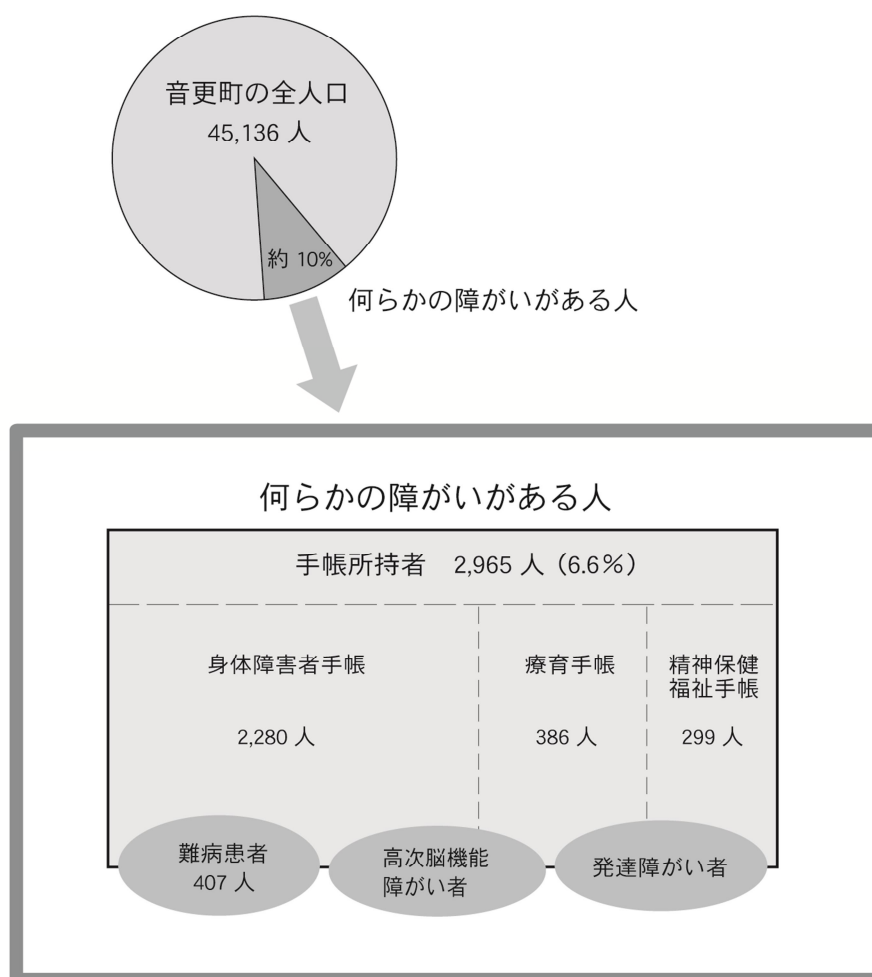 音更町の全人口
45,136 人
約 10%
何らかの障がいがある人
何らかの障がいがある人
手帳所持者　2,965 人（6.6％）
身体障害者手帳
2,280 人
療育手帳
386 人
精神保健
福祉手帳
299 人
難病患者
407 人
高次脳機能
障がい者
発達障がい者